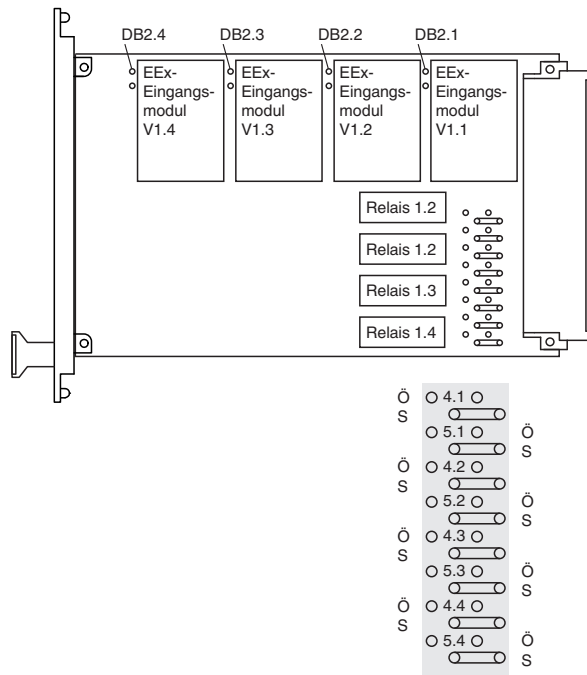 DB2.4 DB2.3 DB2.2 DB2.1
EEx-
Eingangs-
modul
V1.4
EEx-
Eingangs-
modul
V1.3
EEx-
Eingangs-
modul
V1.2
EEx-
Eingangs-
modul
V1.1
Relais 1.2
Relais 1.2
Relais 1.3
Relais 1.4
Ö 4.1
S
5.1 Ö
S
Ö 4.2
S
5.2 Ö
S
Ö 4.3
S
5.3 Ö
S
Ö 4.4
S
5.4 Ö
S